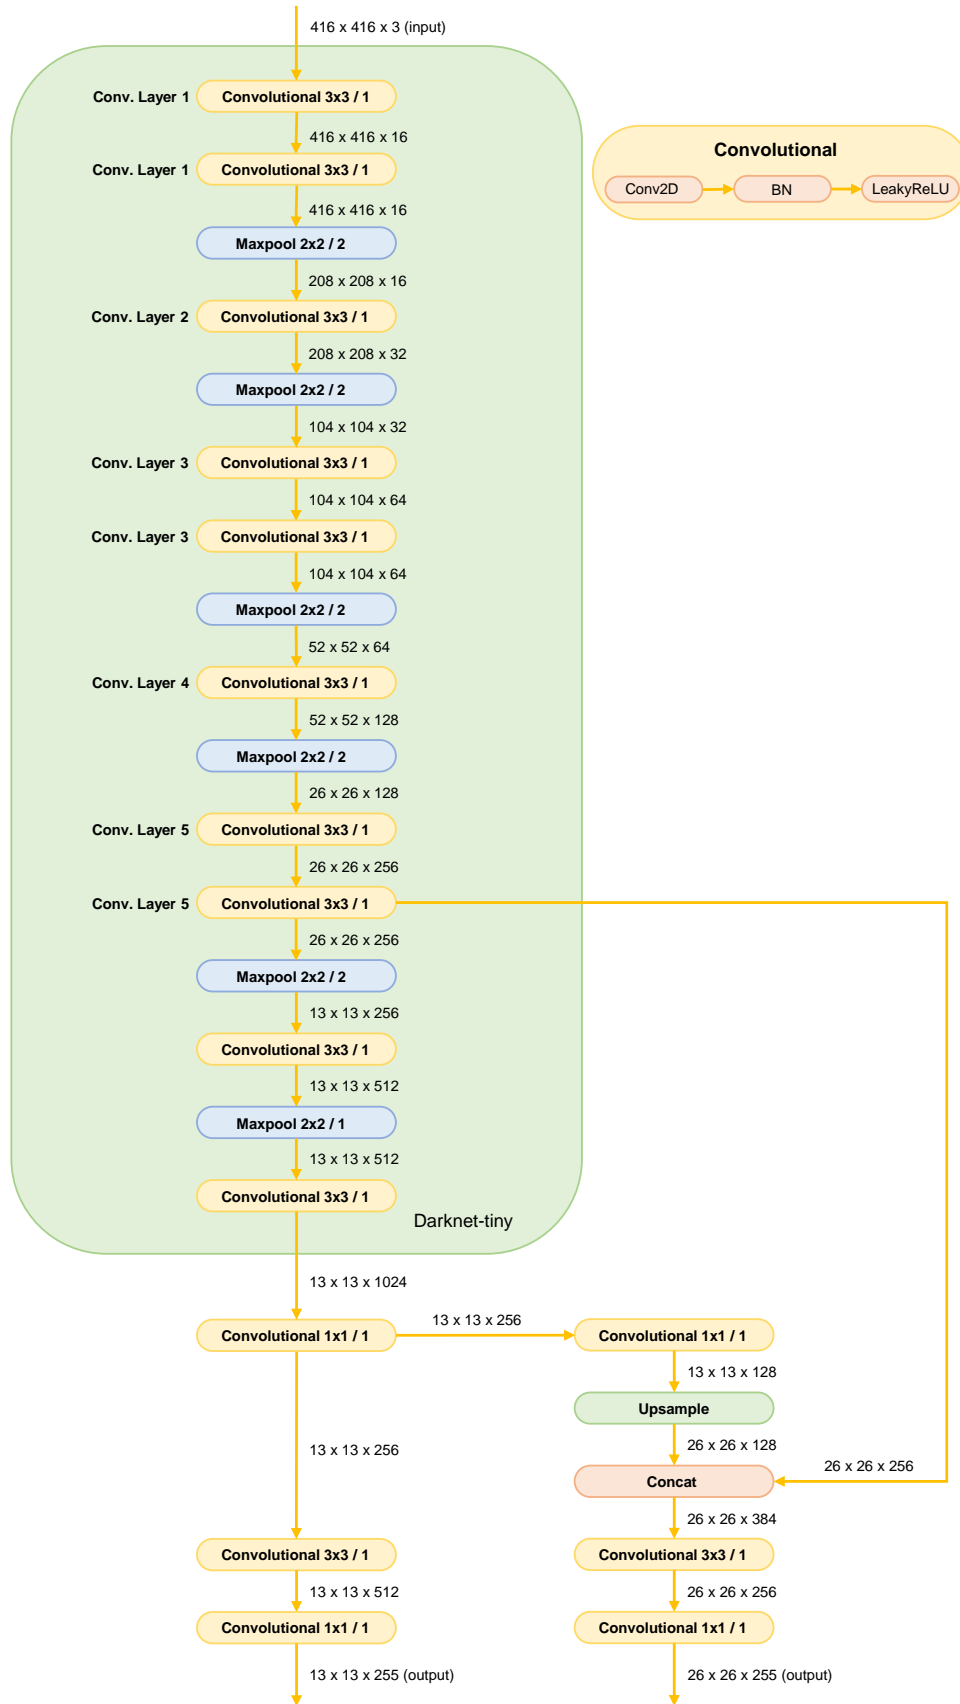 416 x 416 x 3 (input)
Conv. Layer 1
Convolutional 3x3 / 1
416 x 416 x 16
Conv. Layer 1
Convolutional 3x3 / 1
416 x 416 x 16
Maxpool 2x2 / 2
208 x 208 x 16
Conv. Layer 2
Convolutional 3x3 / 1
208 x 208 x 32
Maxpool 2x2 / 2
104 x 104 x 32
Conv. Layer 3
Convolutional 3x3 / 1
104 x 104 x 64
Conv. Layer 3
Convolutional 3x3 / 1
104 x 104 x 64
Maxpool 2x2 / 2
52 x 52 x 64
Conv. Layer 4
Convolutional 3x3 / 1
52 x 52 x 128
Maxpool 2x2 / 2
26 x 26 x 128
Conv. Layer 5
Convolutional 3x3 / 1
26 x 26 x 256
Conv. Layer 5
Convolutional 3x3 / 1
26 x 26 x 256
Maxpool 2x2 / 2
13 x 13 x 256
Convolutional 3x3 / 1
13 x 13 x 512
Maxpool 2x2 / 1
13 x 13 x 512
Convolutional 3x3 / 1
Darknet-tiny
13 x 13 x 1024
Convolutional 1x1 / 1
13 x 13 x 256
Convolutional 3x3 / 1
13 x 13 x 512
Convolutional 1x1 / 1
13 x 13 x 255 (output)
13 x 13 x 256
Convolutional 1x1 / 1
13 x 13 x 128
Upsample
26 x 26 x 128
Concat
26 x 26 x 256
26 x 26 x 384
Convolutional 3x3 / 1
26 x 26 x 256
Convolutional 1x1 / 1
26 x 26 x 255 (output)
Convolutional
Conv2D
BN
LeakyReLU